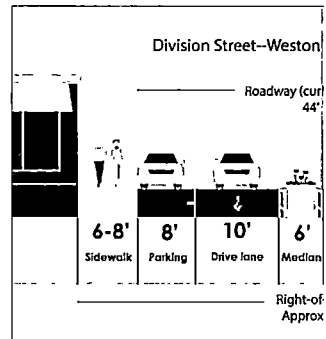 Division Street--Weston
Roadway (cur
44'
6-8' 8' 10' 6'
Sidewalk Parking Drive lane Median
Right-of-
Approx